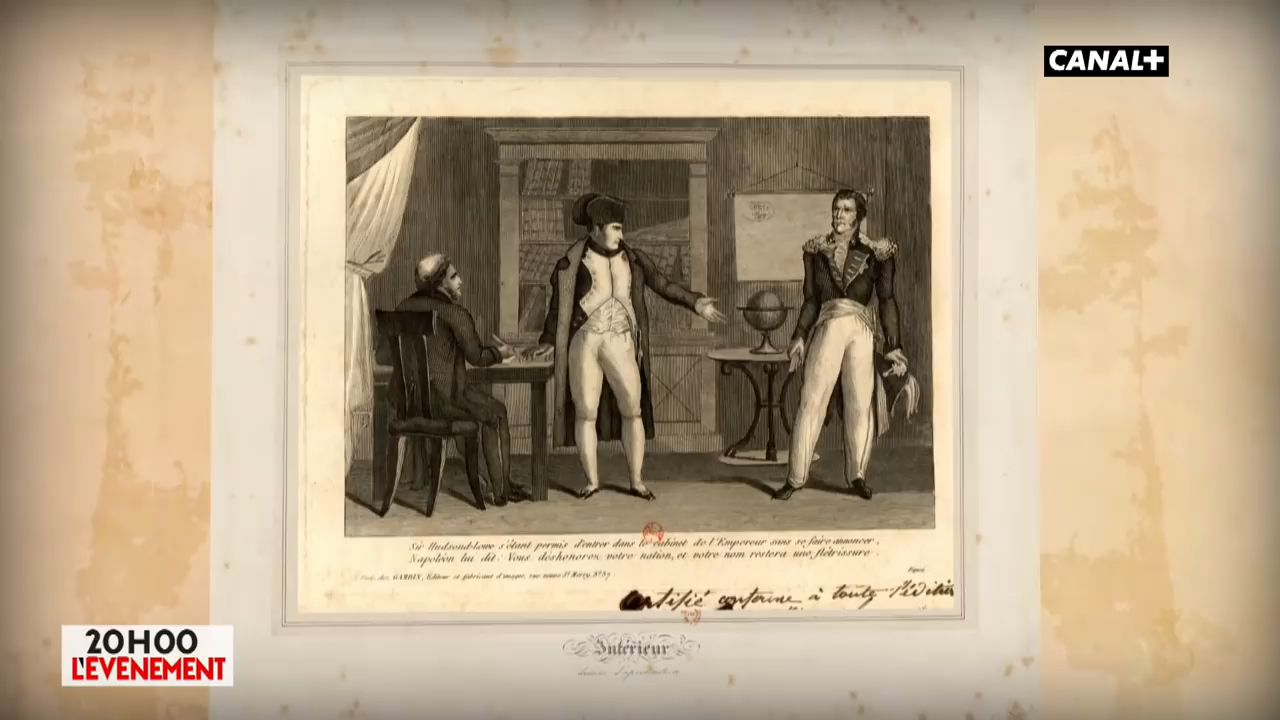 CANAL+
Sir Hudsond-Lowe s'étant permis d'entrer dans le cabinet de l'Empereur sans se faire annoncer,
Napoléon lui dit: Vous déshonorez votre nation, et votre nom restera une flétrissure.
chez GANDIN, Editeur et fabricant d'images, rue neuve St. Merry, No. 37.
certifié conforme à toute l'édition
Intérieur
20H00
L'ÉVÉNEMENT